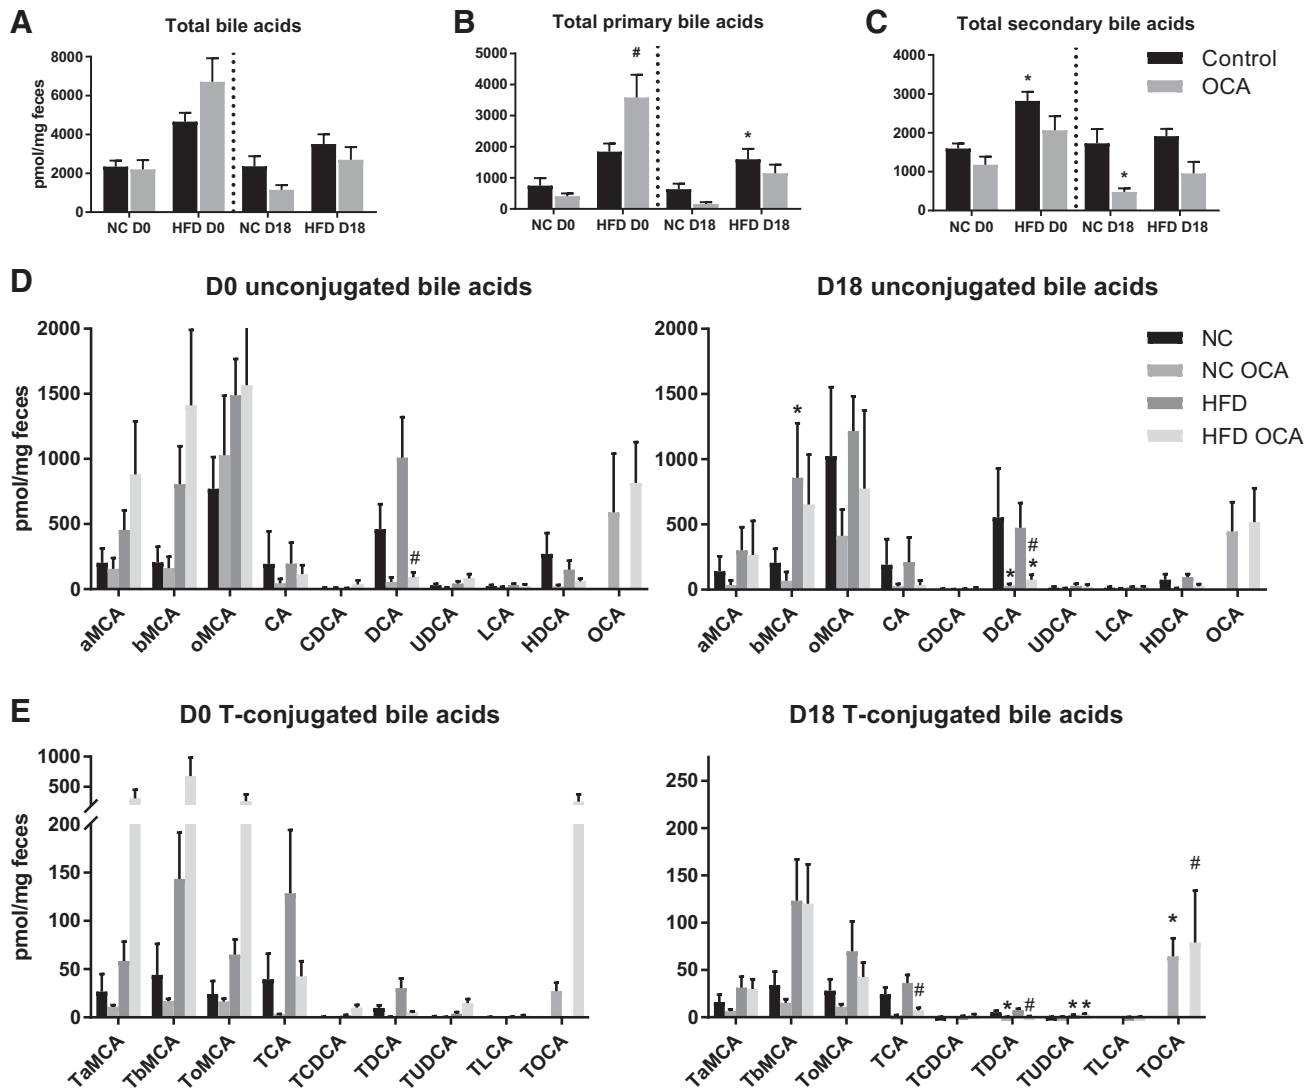 A
Total bile acids
pmol/mg feces
8000
6000
4000
2000
0
NC D0 HFD D0 NC D18 HFD D18
B
Total primary bile acids
5000
4000
3000
2000
1000
0
#
*
NC D0 HFD D0 NC D18 HFD D18
C
Total secondary bile acids
4000
3000
2000
1000
0
*
*
NC D0 HFD D0 NC D18 HFD D18
Control
OCA
D
D0 unconjugated bile acids
pmol/mg feces
2000
1500
1000
500
0
#
aMCA bMCA oMCA CA CDCA DCA UDCA LCA HDCA OCA
D18 unconjugated bile acids
2000
1500
1000
500
0
*
#
* *
aMCA bMCA oMCA CA CDCA DCA UDCA LCA HDCA OCA
NC
NC OCA
HFD
HFD OCA
E
D0 T-conjugated bile acids
pmol/mg feces
1000
500
200
150
100
50
0
TaMCA TbMCA ToMCA TCA TCDCA TDCA TUDCA TLCA TOCA
D18 T-conjugated bile acids
250
200
150
100
50
0
# * # * * * #
TaMCA TbMCA ToMCA TCA TCDCA TDCA TUDCA TLCA TOCA